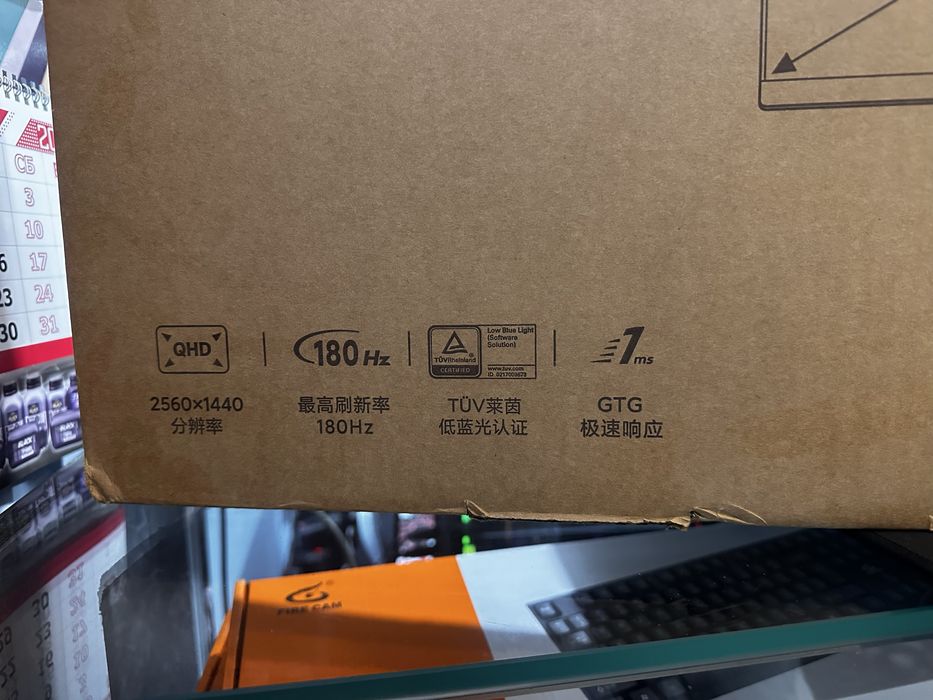 QHD
2560×1440
分辨率
180Hz
最高刷新率
180Hz
TÜVRheinland
CERTIFIED
Low Blue Light
(Software
Solution)
www.tuv.com
TÜV莱茵
低蓝光认证
1ms
GTG
极速响应
20
СБ
3
10
17
23 24
30 31
FIRE CAM